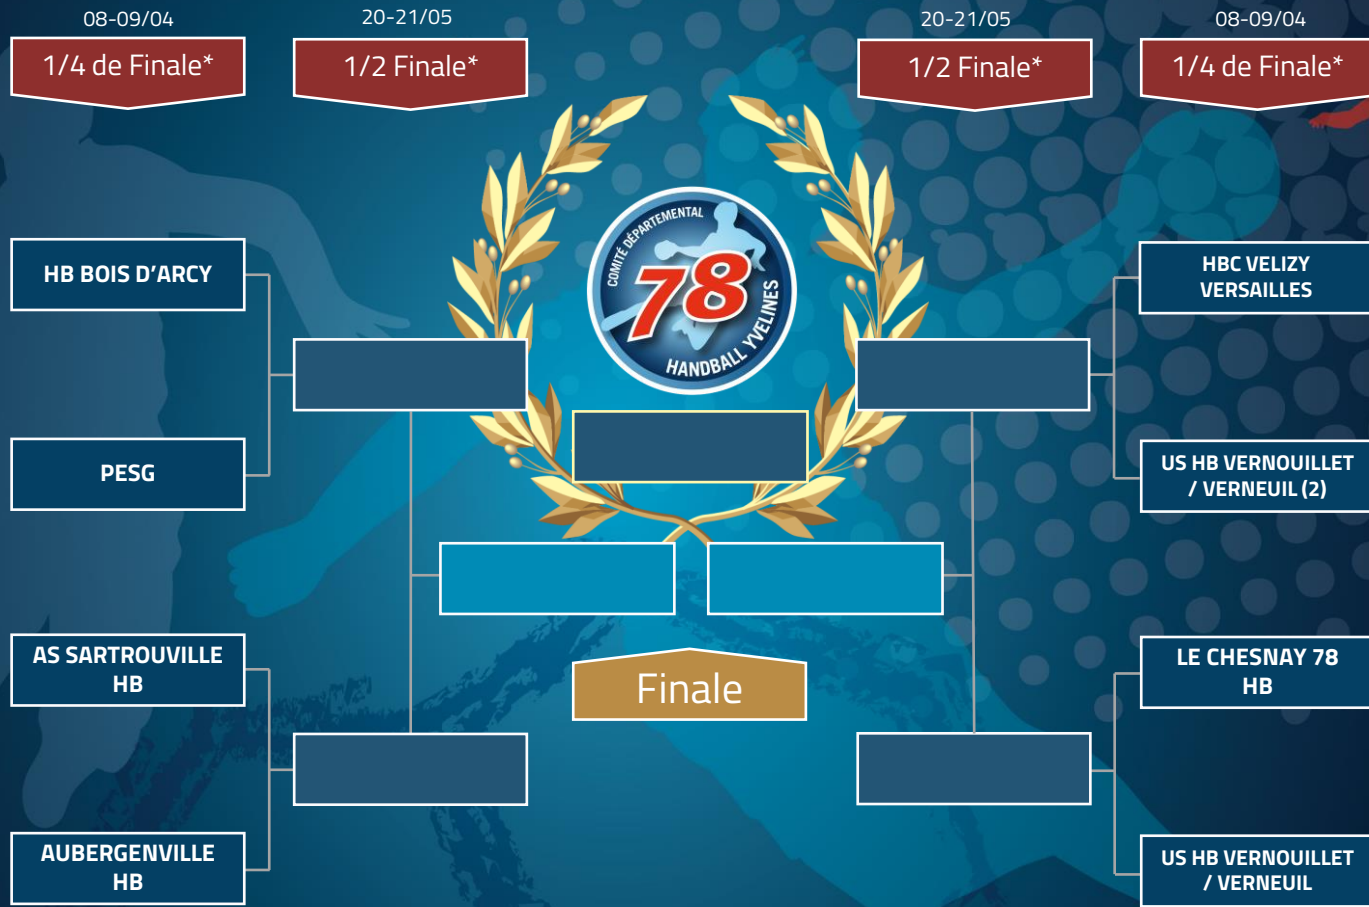 08-09/04
20-21/05
20-21/05
08-09/04
1/4 de Finale*
1/2 Finale*
1/2 Finale*
1/4 de Finale*
COMITÉ DÉPARTEMENTAL
78
HANDBALL YVELINES
HB BOIS D’ARCY
PESG
AS SARTROUVILLE
HB
AUBERGENVILLE
HB
HBC VELIZY
VERSAILLES
US HB VERNOUILLET
/ VERNEUIL (2)
LE CHESNAY 78
HB
US HB VERNOUILLET
/ VERNEUIL
Finale